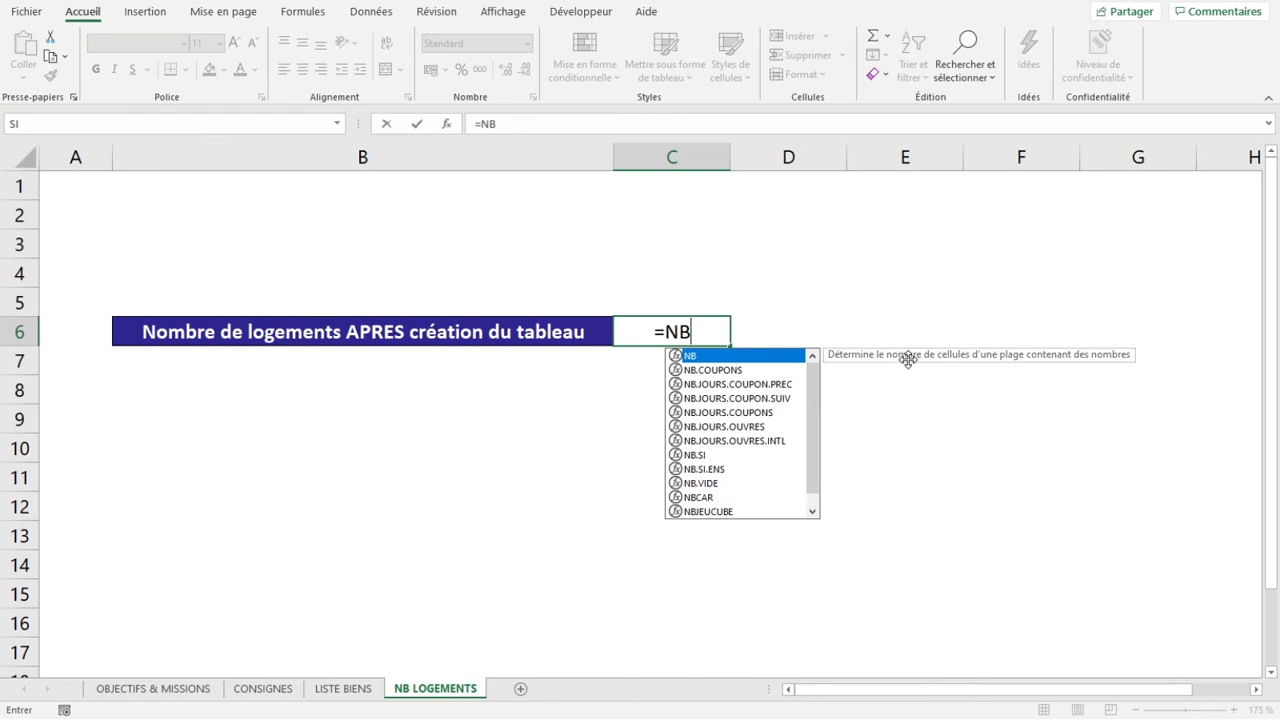 Fichier Accueil Insertion Mise en page Formules Données Révision Affichage Développeur Aide Partager Commentaires
Coller
11
G I S
Standard
% 000
Mise en forme conditionnelle
Mettre sous forme de tableau
Styles de cellules
Insérer
Supprimer
Format
Trier et filtrer
Rechercher et sélectionner
Idées
Niveau de confidentialité
Presse-papiers Police Alignement Nombre Styles Cellules Édition Idées Confidentialité
SI fx =NB
A B C D E F G H
1
2
3
4
5
6 Nombre de logements APRES création du tableau =NB
7
8
9
10
11
12
13
14
15
16
17
NB Détermine le nombre de cellules d'une plage contenant des nombres
NB.COUPONS
NB.JOURS.COUPON.PREC
NB.JOURS.COUPON.SUIV
NB.JOURS.COUPONS
NB.JOURS.OUVRES
NB.JOURS.OUVRES.INTL
NB.SI
NB.SI.ENS
NB.VIDE
NBCAR
NBJEUCUBE
OBJECTIFS & MISSIONS CONSIGNES LISTE BIENS NB LOGEMENTS
Entrer 175 %